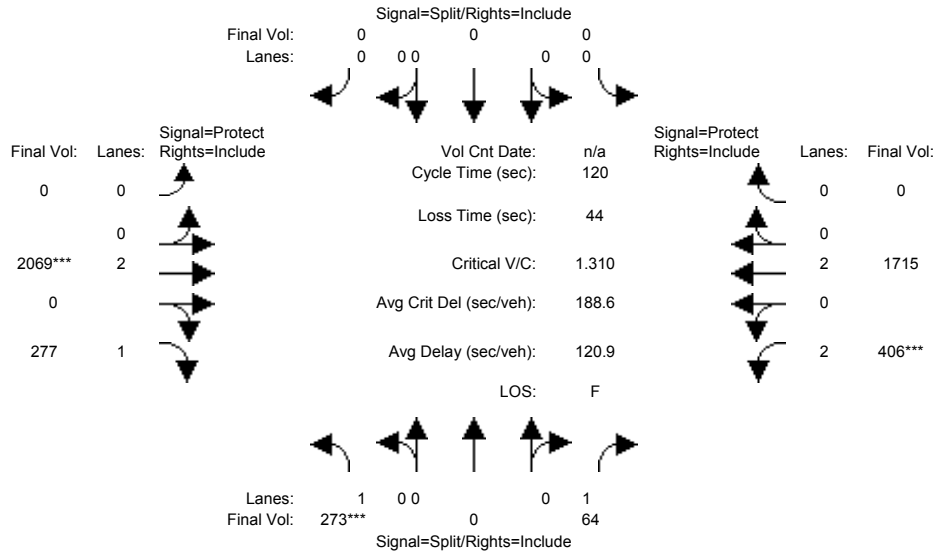 Signal=Split/Rights=Include
Final Vol: 0 0 0
Lanes: 0 0 0 0 0
Signal=Protect Signal=Protect
Final Vol: Lanes: Rights=Include Vol Cnt Date: n/a Rights=Include Lanes: Final Vol:
Cycle Time (sec): 120
0 0 0 0
Loss Time (sec): 44
0 0
2069*** 2 Critical V/C: 1.310 2 1715
0 Avg Crit Del (sec/veh): 188.6 0
277 1 Avg Delay (sec/veh): 120.9 2 406***
LOS: F
Lanes: 1 0 0 0 1
Final Vol: 273*** 0 64
Signal=Split/Rights=Include